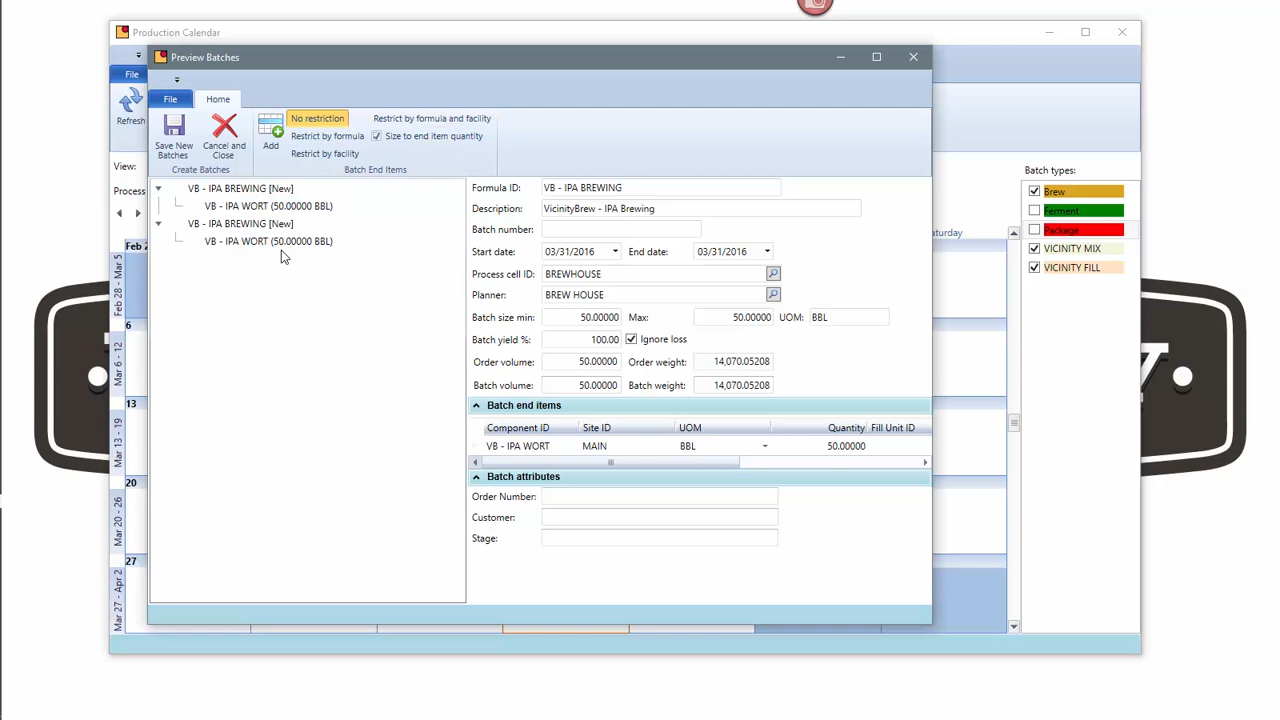 Production Calendar
Preview Batches
File
File Home
Refresh
Save New Batches
Cancel and Close
Add
No restriction
Restrict by formula
Restrict by facility
Restrict by formula and facility
Size to end item quantity
Create Batches
Batch End Items
View:
Process
VB - IPA BREWING [New]
VB - IPA WORT (50.00000 BBL)
VB - IPA BREWING [New]
VB - IPA WORT (50.00000 BBL)
Formula ID: VB - IPA BREWING
Description: VicinityBrew - IPA Brewing
Batch number:
Start date: 03/31/2016 End date: 03/31/2016
Process cell ID: BREWHOUSE
Planner: BREW HOUSE
Batch size min: 50.00000 Max: 50.00000 UOM: BBL
Batch yield %: 100.00 Ignore loss
Order volume: 50.00000 Order weight: 14,070.05208
Batch volume: 50.00000 Batch weight: 14,070.05208
Batch end items
Component ID Site ID UOM Quantity Fill Unit ID
VB - IPA WORT MAIN BBL 50.00000
Batch attributes
Order Number:
Customer:
Stage:
Batch types:
Brew
Ferment
Package
VICINITY MIX
VICINITY FILL
aturday
Feb 2
6
13
20
27
Feb 28 - Mar 5
Mar 6 - 12
Mar 13 - 19
Mar 20 - 26
Mar 27 - Apr 2